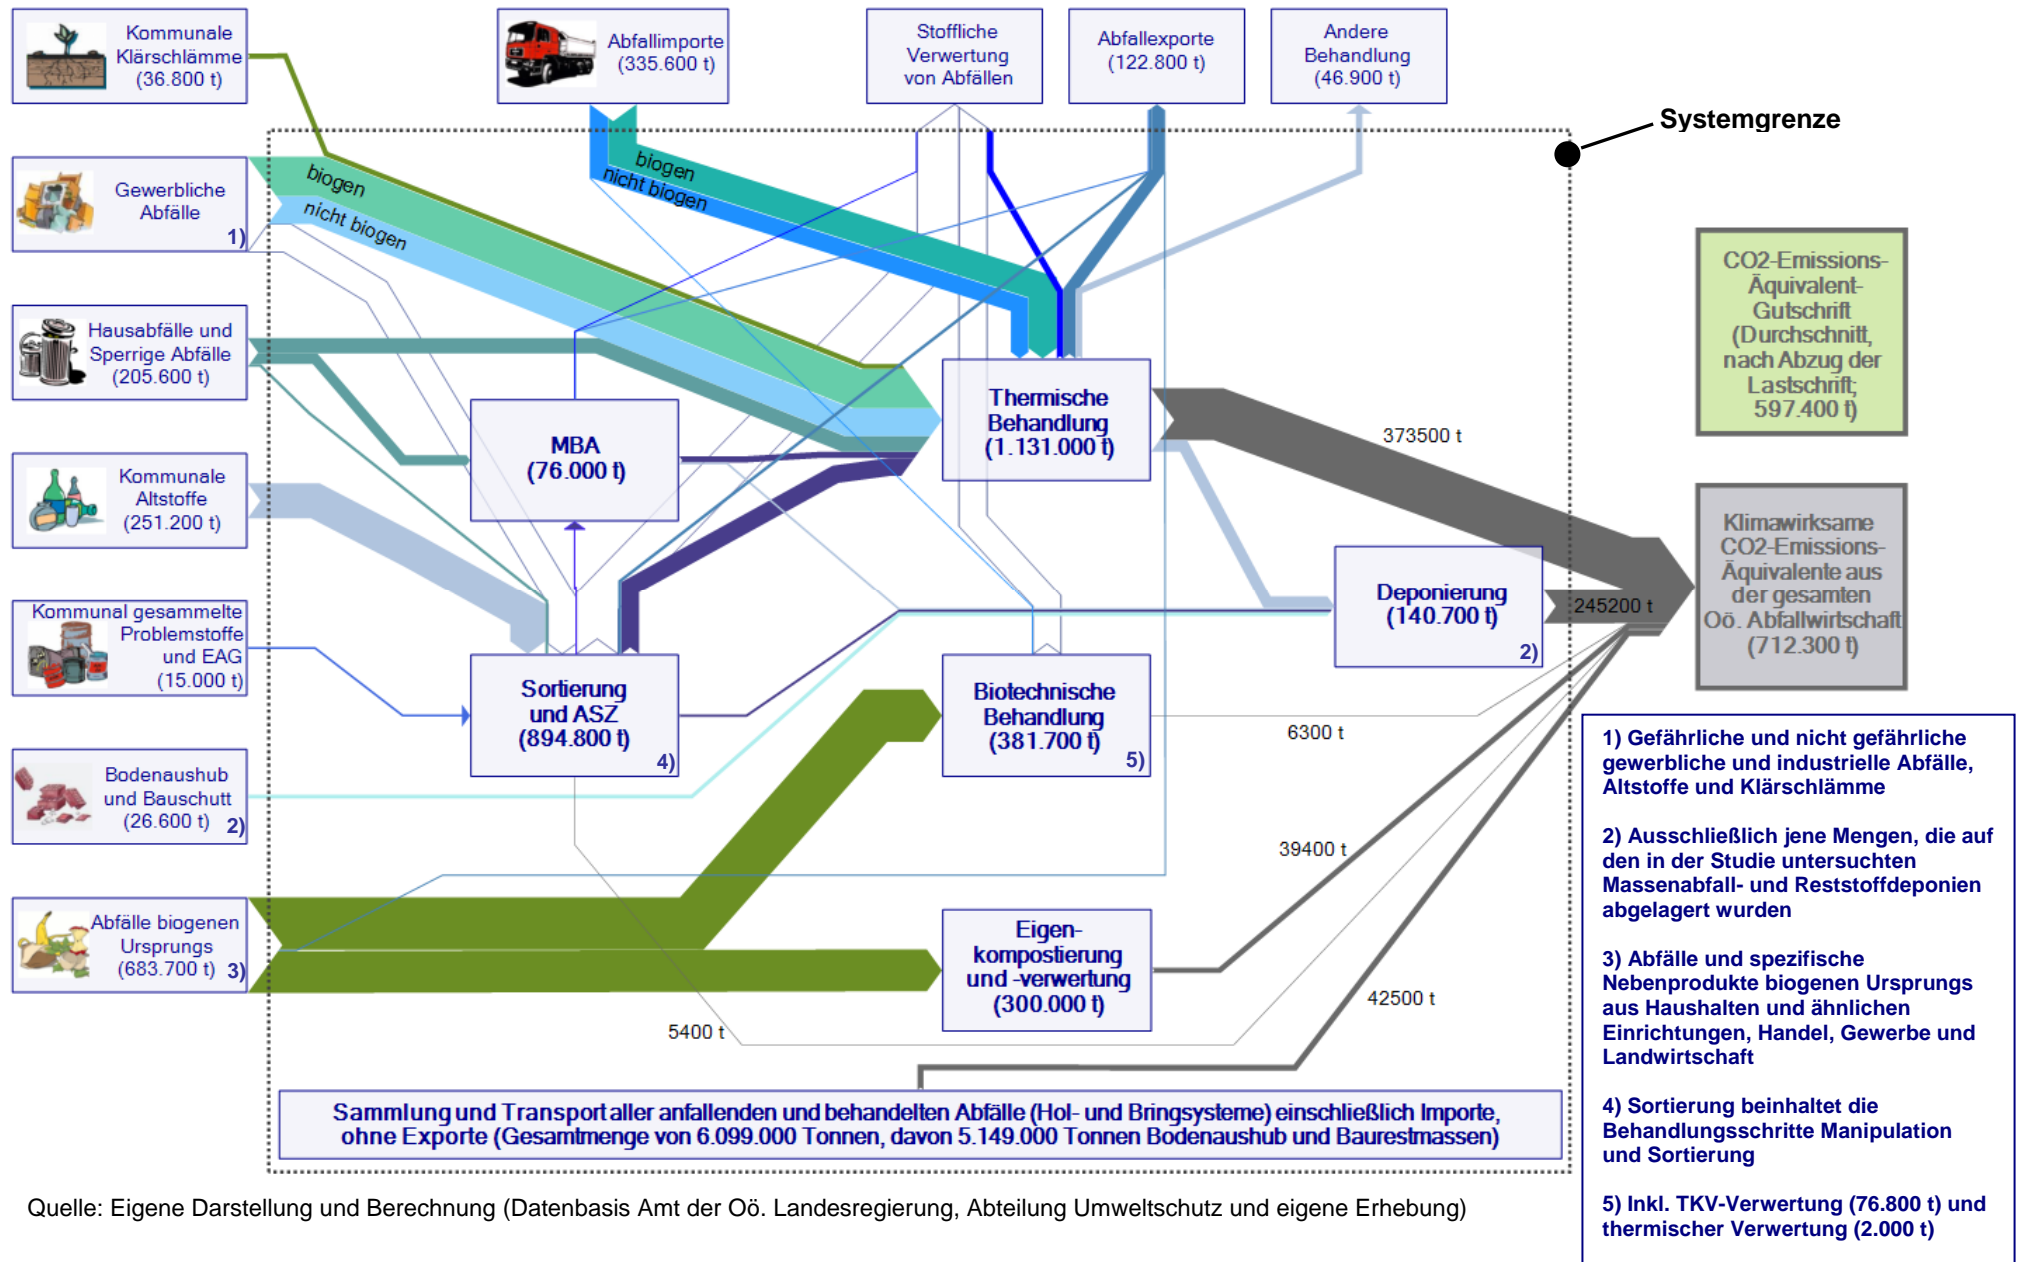 Kommunale
Klärschlämme
(36.800 t)
Abfallimporte
(335.600 t)
Stoffliche
Verwertung
von Abfällen
Abfallexporte
(122.800 t)
Andere
Behandlung
(46.900 t)
Systemgrenze
Gewerbliche
Abfälle
1)
biogen
nicht biogen
biogen
nicht biogen
CO2-Emissions-
Äquivalent-
Gutschrift
(Durchschnitt,
nach Abzug der
Lastschrift;
597.400 t)
Hausabfälle und
Sperrige Abfälle
(205.600 t)
MBA
(76.000 t)
Thermische
Behandlung
(1.131.000 t)
373500 t
Kommunale
Altstoffe
(251.200 t)
Klimawirksame
CO2-Emissions-
Äquivalente aus
der gesamten
Oö. Abfallwirtschaft
(712.300 t)
Deponierung
(140.700 t)
2)
245200 t
Kommunal gesammelte
Problemstoffe
und EAG
(15.000 t)
Sortierung
und ASZ
(894.800 t)
4)
Biotechnische
Behandlung
(381.700 t)
5)
6300 t
Bodenaushub
und Bauschutt
(26.600 t)
2)
39400 t
Abfälle biogenen
Ursprungs
(683.700 t)
3)
Eigen-
kompostierung
und -verwertung
(300.000 t)
42500 t
5400 t
Sammlung und Transport aller anfallenden und behandelten Abfälle (Hol- und Bringsysteme) einschließlich Importe,
ohne Exporte (Gesamtmenge von 6.099.000 Tonnen, davon 5.149.000 Tonnen Bodenaushub und Baurestmassen)
1) Gefährliche und nicht gefährliche
gewerbliche und industrielle Abfälle,
Altstoffe und Klärschlämme
2) Ausschließlich jene Mengen, die auf
den in der Studie untersuchten
Massenabfall- und Reststoffdeponien
abgelagert wurden
3) Abfälle und spezifische
Nebenprodukte biogenen Ursprungs
aus Haushalten und ähnlichen
Einrichtungen, Handel, Gewerbe und
Landwirtschaft
4) Sortierung beinhaltet die
Behandlungsschritte Manipulation
und Sortierung
5) Inkl. TKV-Verwertung (76.800 t) und
thermischer Verwertung (2.000 t)
Quelle: Eigene Darstellung und Berechnung (Datenbasis Amt der Oö. Landesregierung, Abteilung Umweltschutz und eigene Erhebung)